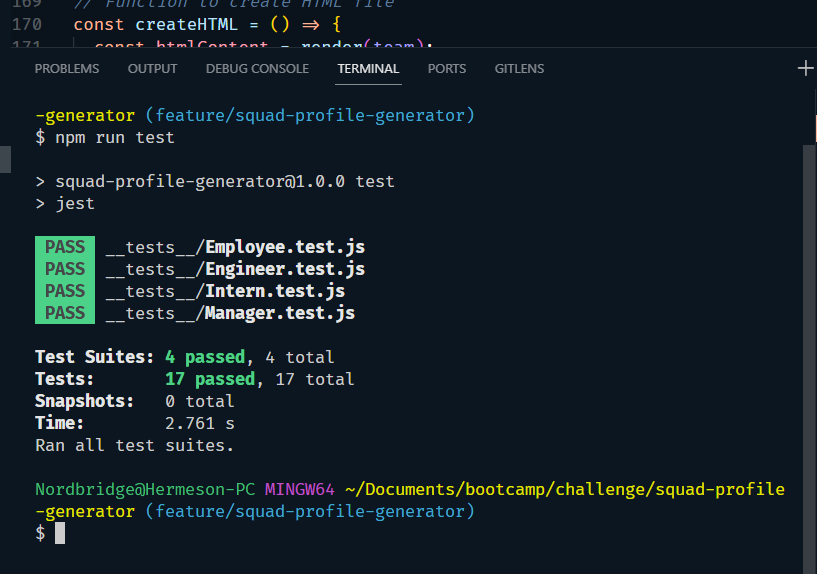 169 // Function to create HTML file
170 const createHTML = () => {
171 const htmlContent = render(team);
PROBLEMS OUTPUT DEBUG CONSOLE TERMINAL PORTS GITLENS
-generator (feature/squad-profile-generator)
$ npm run test
> squad-profile-generator@1.0.0 test
> jest
PASS __tests__/Employee.test.js
PASS __tests__/Engineer.test.js
PASS __tests__/Intern.test.js
PASS __tests__/Manager.test.js
Test Suites: 4 passed, 4 total
Tests: 17 passed, 17 total
Snapshots: 0 total
Time: 2.761 s
Ran all test suites.
Nordbridge@Hermeson-PC MINGW64 ~/Documents/bootcamp/challenge/squad-profile
-generator (feature/squad-profile-generator)
$